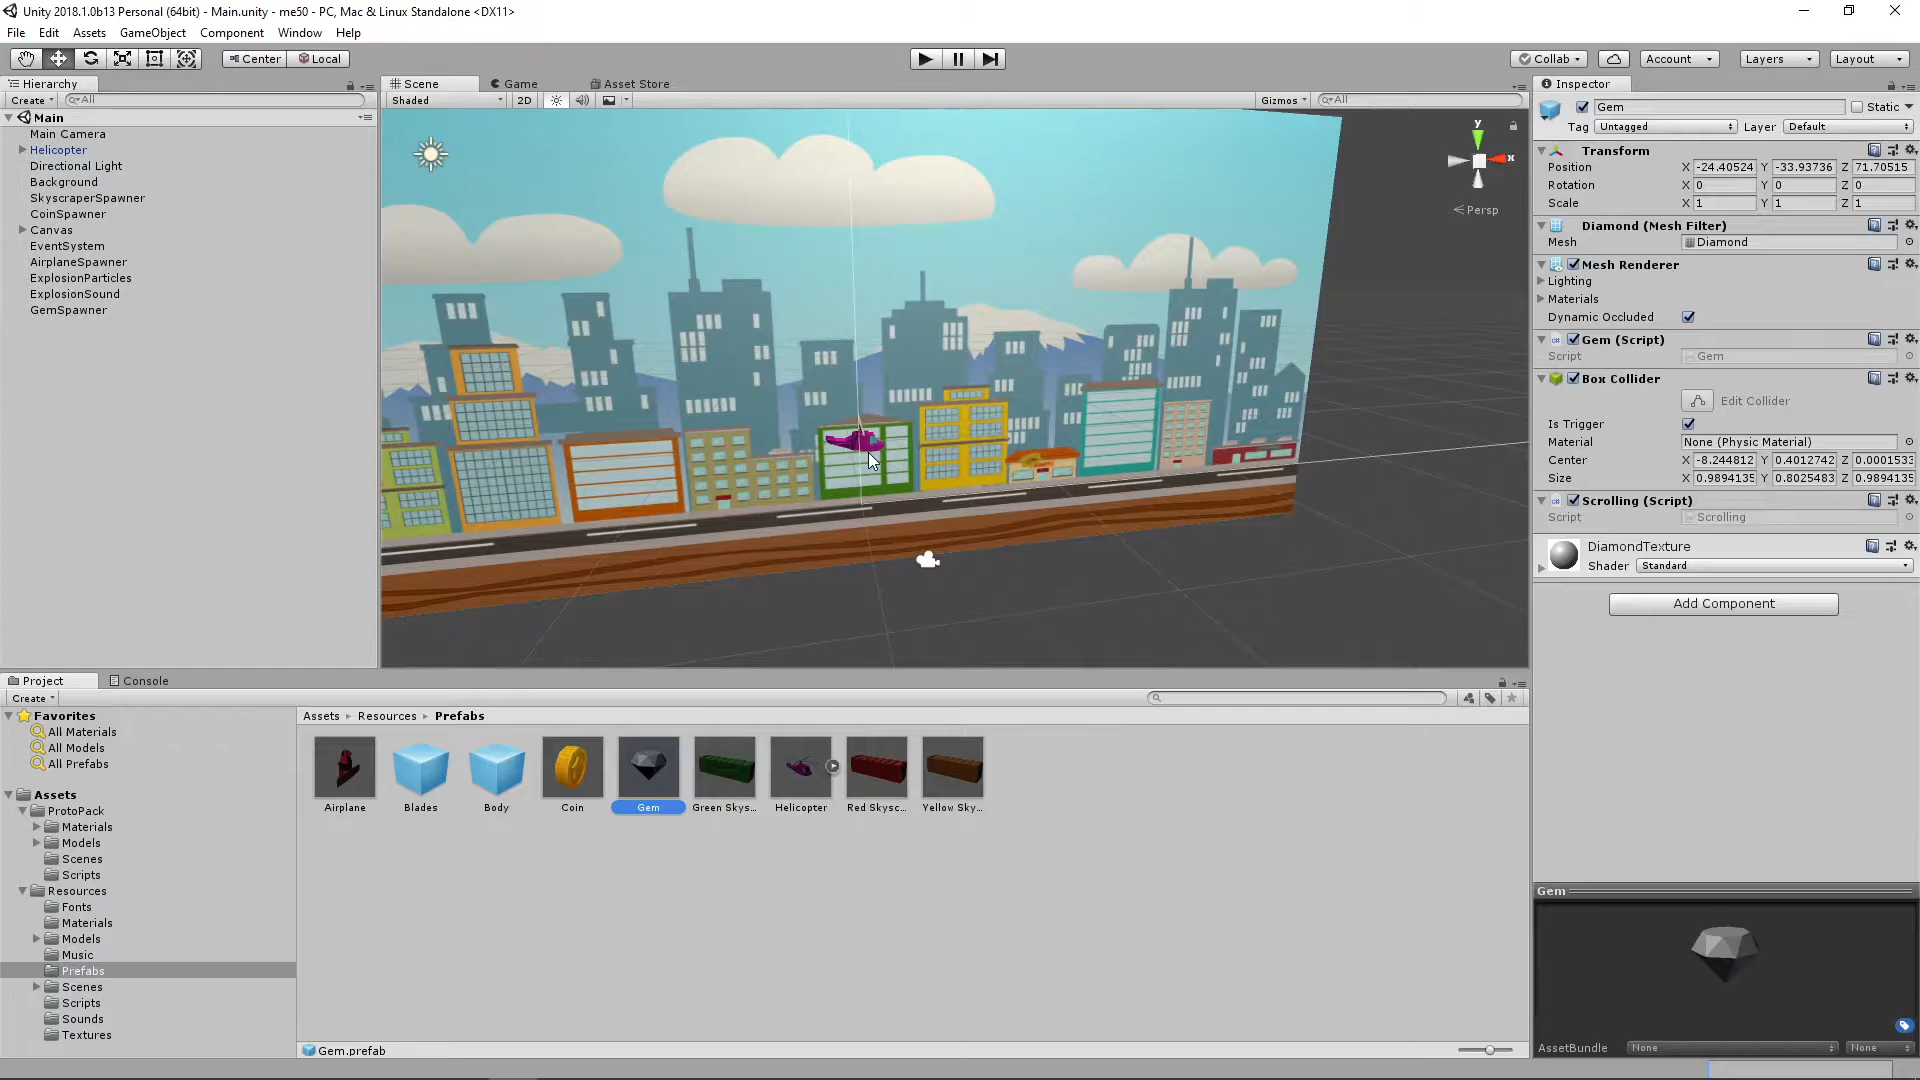 Unity 2018.1.0b13 Personal (64bit) - Main.unity - me50 - PC, Mac & Linux Standalone <DX11>
File Edit Assets GameObject Component Window Help
Center Local
Collab Account Layers Layout
Hierarchy
Create All
Main
Main Camera
Helicopter
Directional Light
Background
SkyscraperSpawner
CoinSpawner
Canvas
EventSystem
AirplaneSpawner
ExplosionParticles
ExplosionSound
GemSpawner
Scene Game Asset Store
Shaded 2D Gizmos All
y
x
< Persp
Inspector
Gem Static
Tag Untagged Layer Default
Transform
Position X -24.40524 Y -33.93736 Z 71.70515
Rotation X 0 Y 0 Z 0
Scale X 1 Y 1 Z 1
Diamond (Mesh Filter)
Mesh Diamond
Mesh Renderer
Lighting
Materials
Dynamic Occluded
Gem (Script)
Script Gem
Box Collider
Edit Collider
Is Trigger
Material None (Physic Material)
Center X -8.244812 Y 0.4012742 Z 0.0001533
Size X 0.9894135 Y 0.8025483 Z 0.9894135
Scrolling (Script)
Script Scrolling
DiamondTexture
Shader Standard
Add Component
Project Console
Create
Favorites
All Materials
All Models
All Prefabs
Assets
ProtoPack
Materials
Models
Scenes
Scripts
Resources
Fonts
Materials
Models
Music
Prefabs
Scenes
Scripts
Sounds
Textures
Assets Resources Prefabs
Airplane Blades Body Coin Gem Green Skys... Helicopter Red Skysc... Yellow Sky...
Gem.prefab
Gem
AssetBundle None None